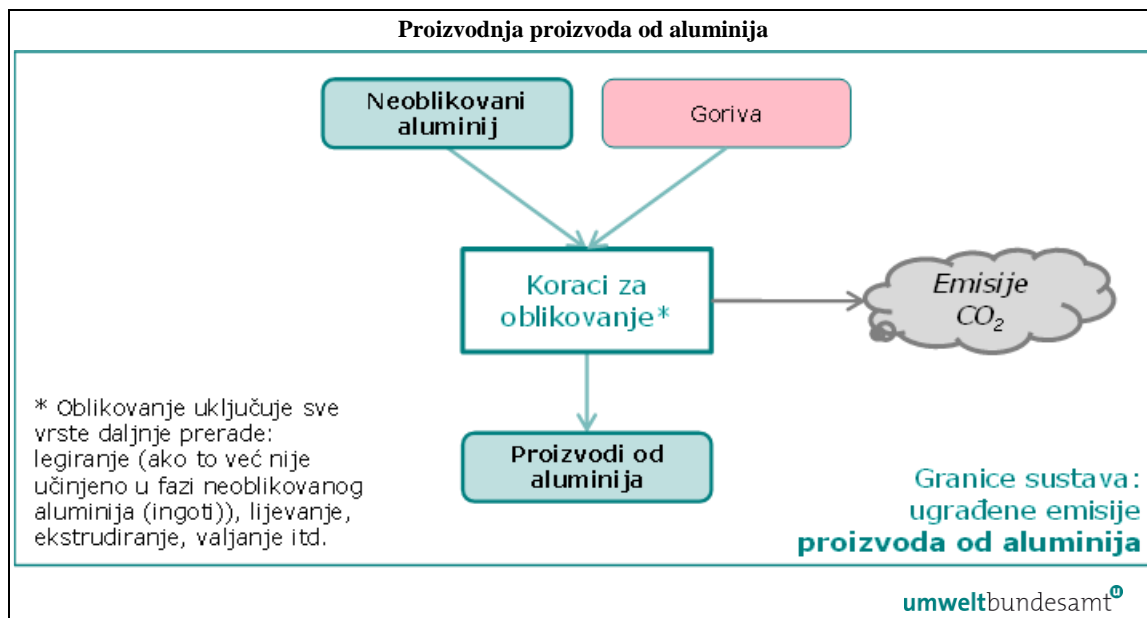 Proizvodnja proizvoda od aluminija
Neoblikovani
aluminij
Goriva
Koraci za
oblikovanje*
Emisije
CO₂
* Oblikovanje uključuje sve
vrste daljnje prerade:
legiranje (ako to već nije
učinjeno u fazi neoblikovanog
aluminija (ingoti)), lijevanje,
ekstrudiranje, valjanje itd.
Proizvodi od
aluminija
Granice sustava:
ugrađene emisije
proizvoda od aluminija
umweltbundesamt